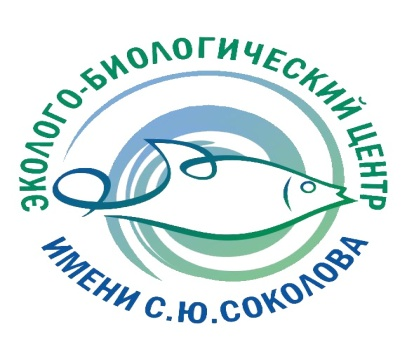 ЭКОЛОГО-БИОЛОГИЧЕСКИЙ ЦЕНТР
ИМЕНИ С.Ю.СОКОЛОВА